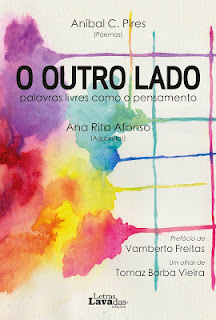 Aníbal C. Pires
(Poemas)
O OUTRO LADO
palavras livres como o pensamento
Ana Rita Afonso
(Aguarelas)
Prefácio de
Vamberto Freitas
Um olhar de
Tomaz Borba Vieira
Letras
LAVadas